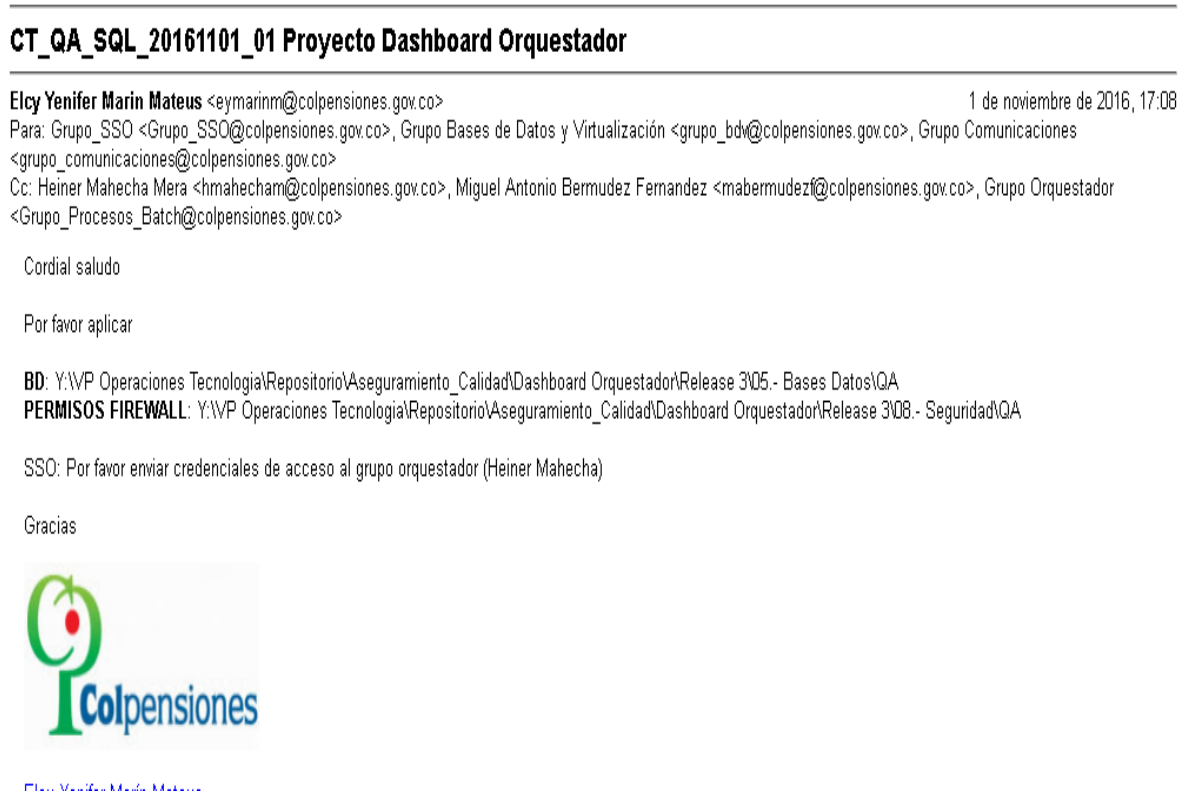 CT_QA_SQL_20161101_01 Proyecto Dashboard Orquestador
Elcy Yenifer Marin Mateus <eymarinm@colpensiones.gov.co> 1 de noviembre de 2016, 17:08
Para: Grupo_SSO <Grupo_SSO@colpensiones.gov.co>, Grupo Bases de Datos y Virtualización <grupo_bdv@colpensiones.gov.co>, Grupo Comunicaciones
<grupo_comunicaciones@colpensiones.gov.co>
Cc: Heiner Mahecha Mera <hmahecham@colpensiones.gov.co>, Miguel Antonio Bermudez Fernandez <mabermudezf@colpensiones.gov.co>, Grupo Orquestador
<Grupo_Procesos_Batch@colpensiones.gov.co>
Cordial saludo
Por favor aplicar
BD: Y:\VP Operaciones Tecnologia\Repositorio\Aseguramiento_Calidad\Dashboard Orquestador\Release 3\05.- Bases Datos\QA
PERMISOS FIREWALL: Y:\VP Operaciones Tecnologia\Repositorio\Aseguramiento_Calidad\Dashboard Orquestador\Release 3\08.- Seguridad\QA
SSO: Por favor enviar credenciales de acceso al grupo orquestador (Heiner Mahecha)
Gracias
Colpensiones
Elcy Yenifer Marín Mateus